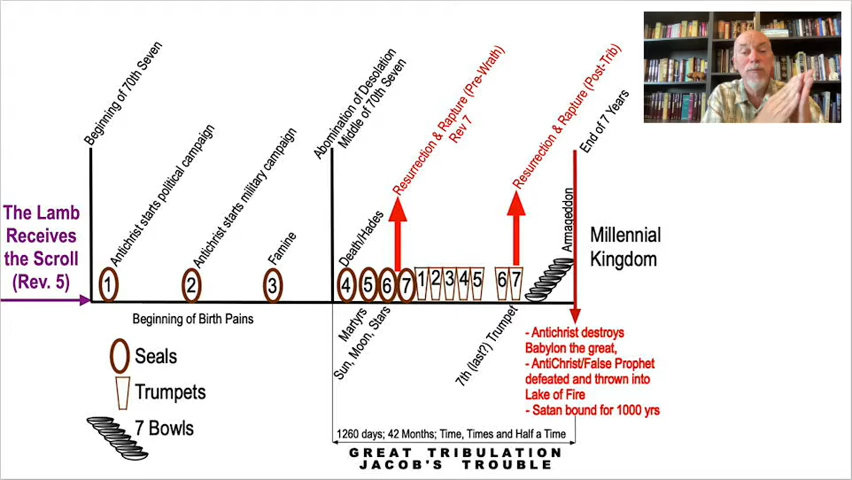 Beginning of 70th Seven
Antichrist starts political campaign
Antichrist starts military campaign
Famine
Abomination of Desolation
Middle of 70th Seven
Death/Hades
Resurrection & Rapture (Pre-Wrath)
Rev 7
Resurrection & Rapture (Post-Trib)
End of 7 Years
Armageddon
The Lamb
Receives
the Scroll
(Rev. 5)
Millennial
Kingdom
1 2 3 4 5 6 7 1 2 3 4 5 6 7
Beginning of Birth Pains
Martyrs
Sun, Moon, Stars
7th (last?) Trumpet
- Antichrist destroys
Babylon the great,
- AntiChrist/False Prophet
defeated and thrown into
Lake of Fire
- Satan bound for 1000 yrs
Seals
Trumpets
7 Bowls
1260 days; 42 Months; Time, Times and Half a Time
GREAT TRIBULATION
JACOB'S TROUBLE